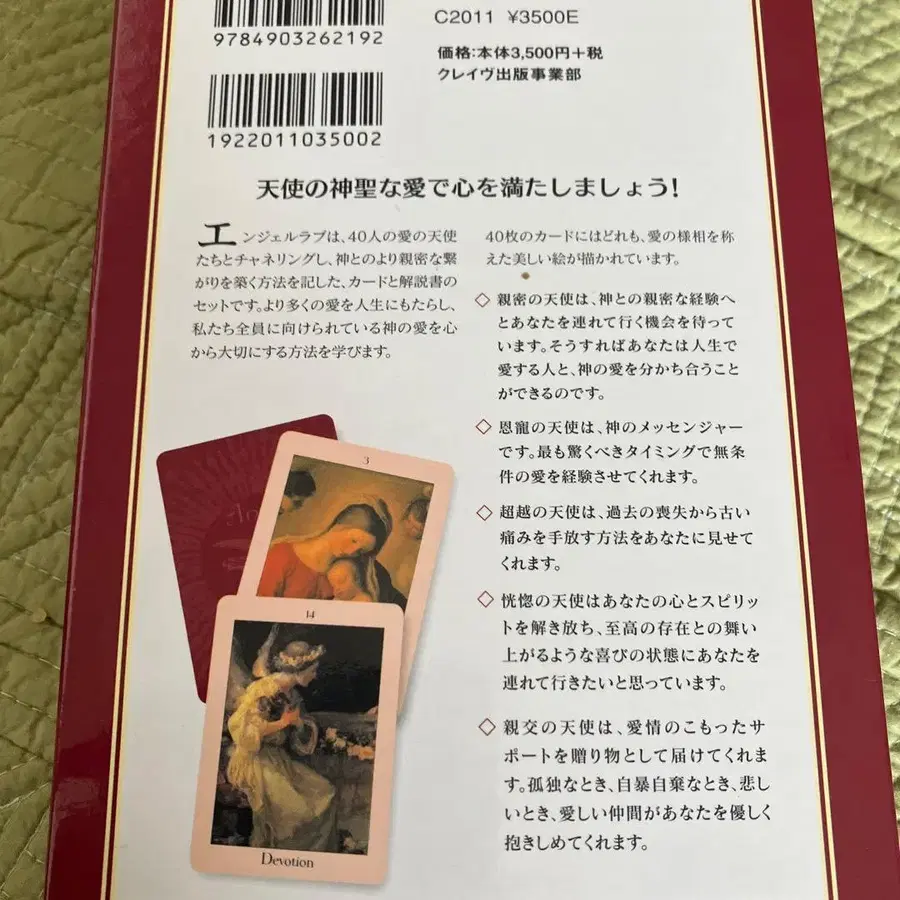 9784903262192
C2011 ¥3500E
価格:本体3,500円+税
クレイヴ出版事業部
1922011035002
天使の神聖な愛で心を満たしましょう!
エンジェルラブは、40人の愛の天使
たちとチャネリングし、神とのより親密な繋
がりを築く方法を記した、カードと解説書の
セットです。より多くの愛を人生にもたらし、
私たち全員に向けられている神の愛を心
から大切にする方法を学びます。
40枚のカードにはどれも、愛の様相を称
えた美しい絵が描かれています。
◇ 親密の天使は、神との親密な経験へ
とあなたを連れて行く機会を待って
います。そうすればあなたは人生で
愛する人と、神の愛を分かち合うこと
ができるのです。
◇ 恩寵の天使は、神のメッセンジャー
です。最も驚くべきタイミングで無条
件の愛を経験させてくれます。
◇ 超越の天使は、過去の喪失から古い
痛みを手放す方法をあなたに見せて
くれます。
◇ 恍惚の天使はあなたの心とスピリッ
トを解き放ち、至高の存在との舞い
上がるような喜びの状態にあなたを
連れて行きたいと思っています。
◇ 親交の天使は、愛情のこもったサ
ポートを贈り物として届けてくれま
す。孤独なとき、自暴自棄なとき、悲し
いとき、愛しい仲間があなたを優しく
抱きしめてくれます。
3
14
Devotion